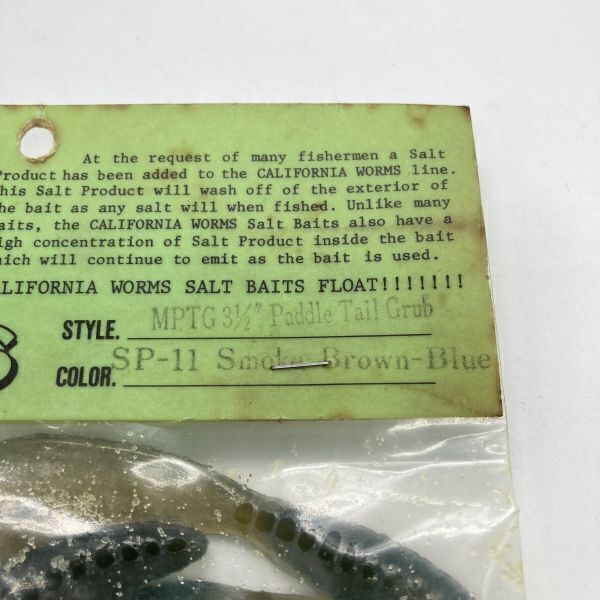 At the request of many fishermen a Salt
Product has been added to the CALIFORNIA WORMS line.
This Salt Product will wash off of the exterior of
the bait as any salt will when fished. Unlike many
baits, the CALIFORNIA WORMS Salt Baits also have a
high concentration of Salt Product inside the bait
which will continue to emit as the bait is used.
CALIFORNIA WORMS SALT BAITS FLOAT!!!!!!!
STYLE. MPTG 3½" Paddle Tail Grub
COLOR. SP-11 Smoke Brown-Blue